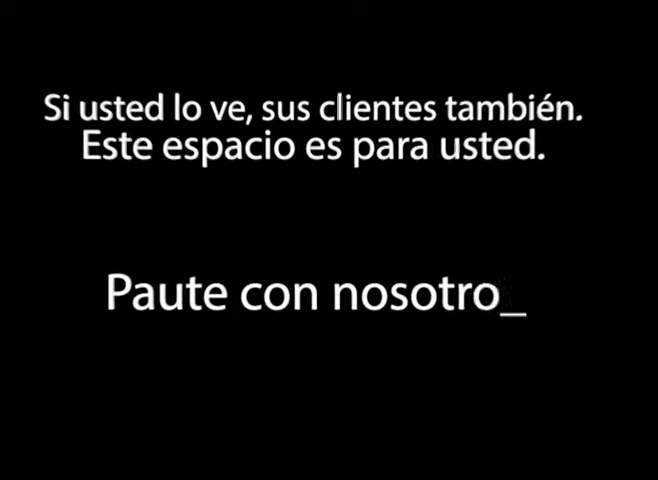 Si usted lo ve, sus clientes también.
Este espacio es para usted.
Paute con nosotro_